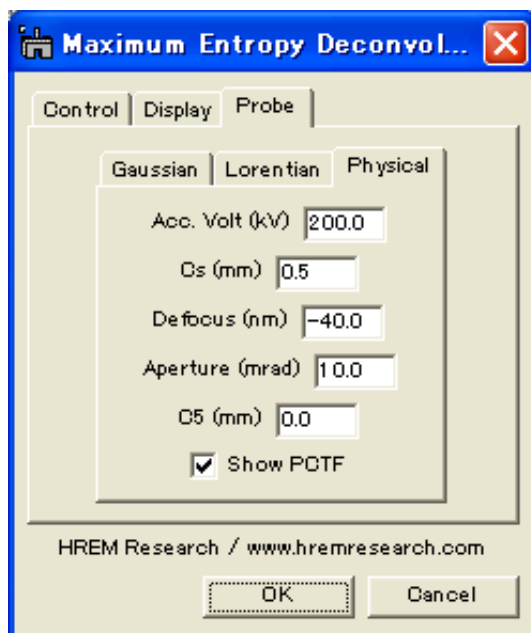 Maximum Entropy Deconvol...
Control Display Probe
Gaussian Lorentian Physical
Acc. Volt (kV) 200.0
Cs (mm) 0.5
Defocus (nm) -40.0
Aperture (mrad) 10.0
C5 (mm) 0.0
Show PCTF
HREM Research / www.hremresearch.com
OK Cancel